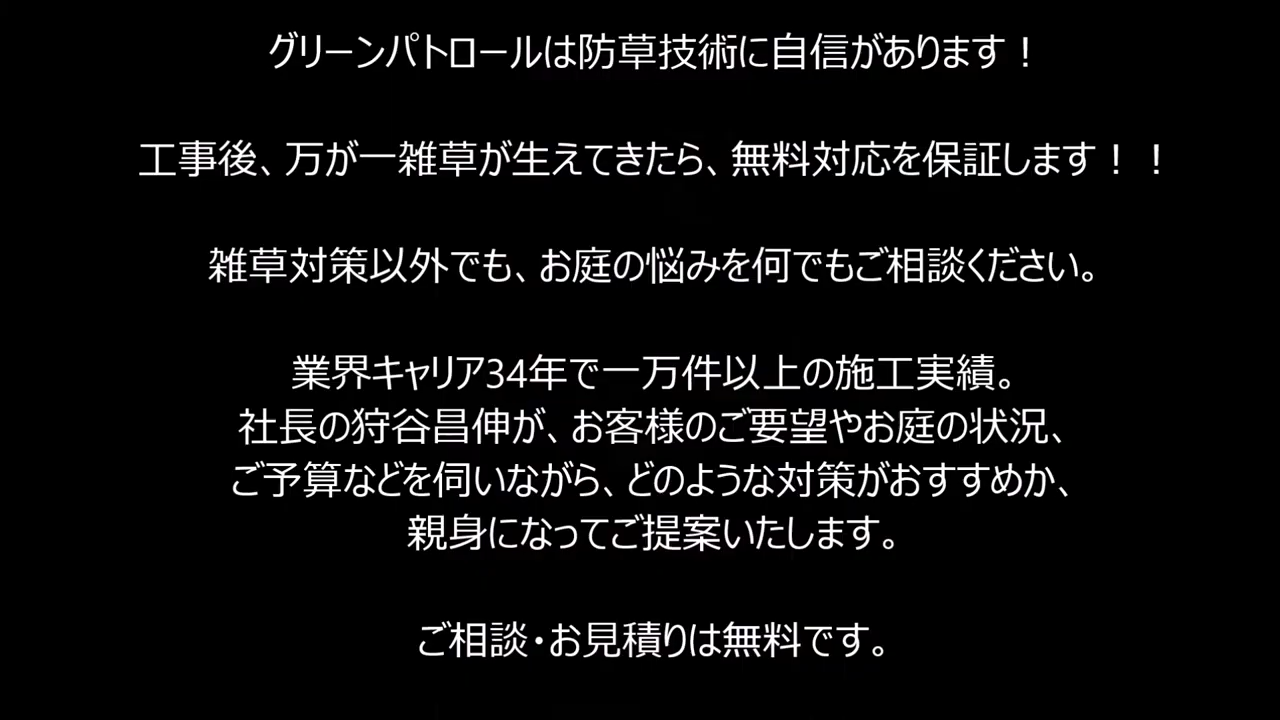 グリーンパトロールは防草技術に自信があります！
工事後、万が一雑草が生えてきたら、無料対応を保証します！！
雑草対策以外でも、お庭の悩みを何でもご相談ください。
業界キャリア34年で一万件以上の施工実績。
社長の狩谷昌伸が、お客様のご要望やお庭の状況、
ご予算などを伺いながら、どのような対策がおすすめか、
親身になってご提案いたします。
ご相談・お見積りは無料です。